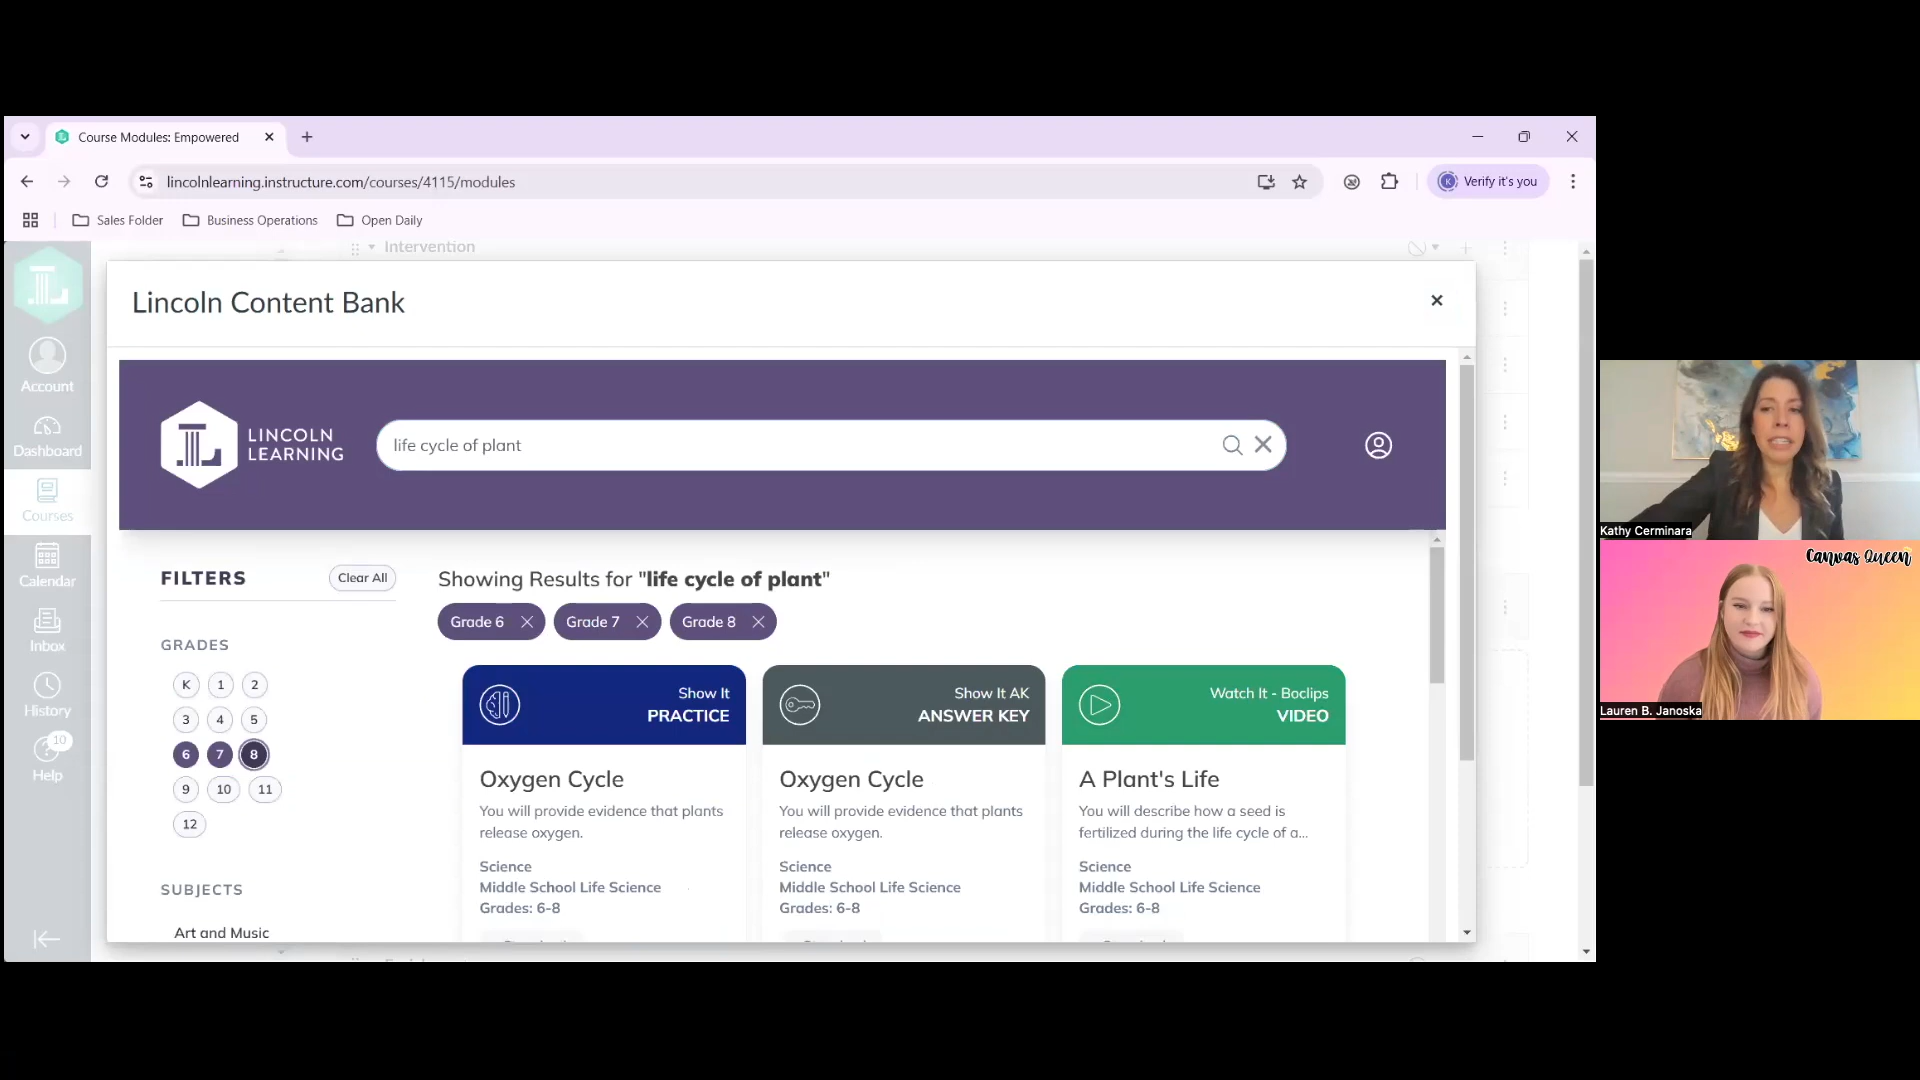 Course Modules: Empowered
lincolnlearning.instructure.com/courses/4115/modules
K
Verify it's you
Sales Folder
Business Operations
Open Daily
Intervention
Lincoln Content Bank
LINCOLN
LEARNING
life cycle of plant
Account
Dashboard
Courses
Calendar
Inbox
History
10
Help
FILTERS
Clear All
GRADES
K 1 2
3 4 5
6 7 8
9 10 11
12
SUBJECTS
Art and Music
Showing Results for "life cycle of plant"
Grade 6
Grade 7
Grade 8
Show It
PRACTICE
Oxygen Cycle
You will provide evidence that plants
release oxygen.
Science
Middle School Life Science
Grades: 6-8
Show It AK
ANSWER KEY
Oxygen Cycle
You will provide evidence that plants
release oxygen.
Science
Middle School Life Science
Grades: 6-8
Watch It - Boclips
VIDEO
A Plant's Life
You will describe how a seed is
fertilized during the life cycle of a...
Science
Middle School Life Science
Grades: 6-8
Kathy Cerminara
Canvas Queen
Lauren B. Janoska